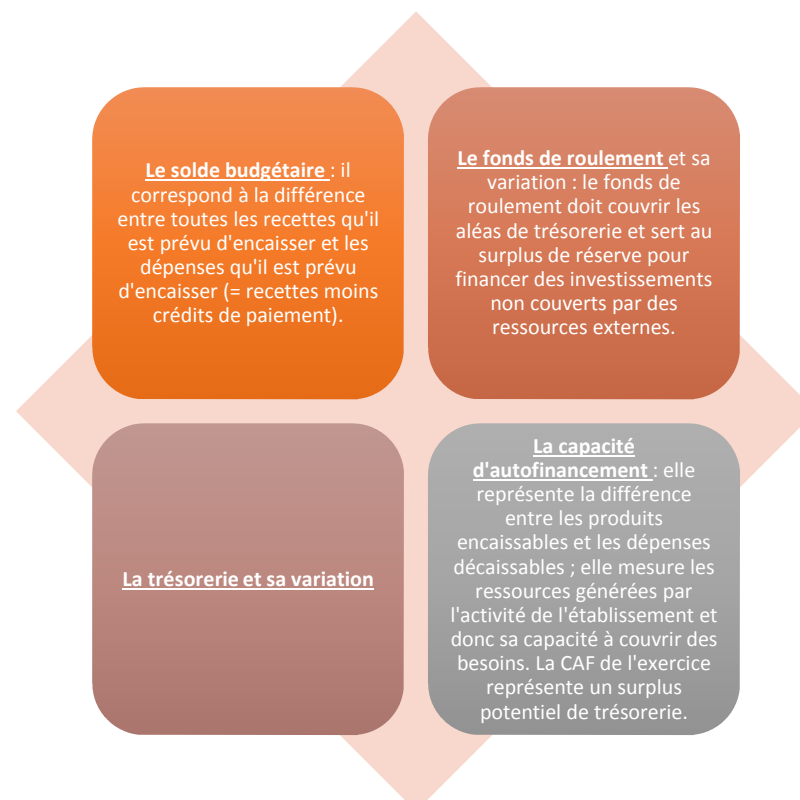 Le solde budgétaire : il
correspond à la différence
entre toutes les recettes qu'il
est prévu d'encaisser et les
dépenses qu'il est prévu
d'encaisser (= recettes moins
crédits de paiement).
Le fonds de roulement et sa
variation : le fonds de
roulement doit couvrir les
aléas de trésorerie et sert au
surplus de réserve pour
financer des investissements
non couverts par des
ressources externes.
La trésorerie et sa variation
La capacité
d'autofinancement : elle
représente la différence
entre les produits
encaissables et les dépenses
décaissables ; elle mesure les
ressources générées par
l'activité de l'établissement et
donc sa capacité à couvrir des
besoins. La CAF de l'exercice
représente un surplus
potentiel de trésorerie.